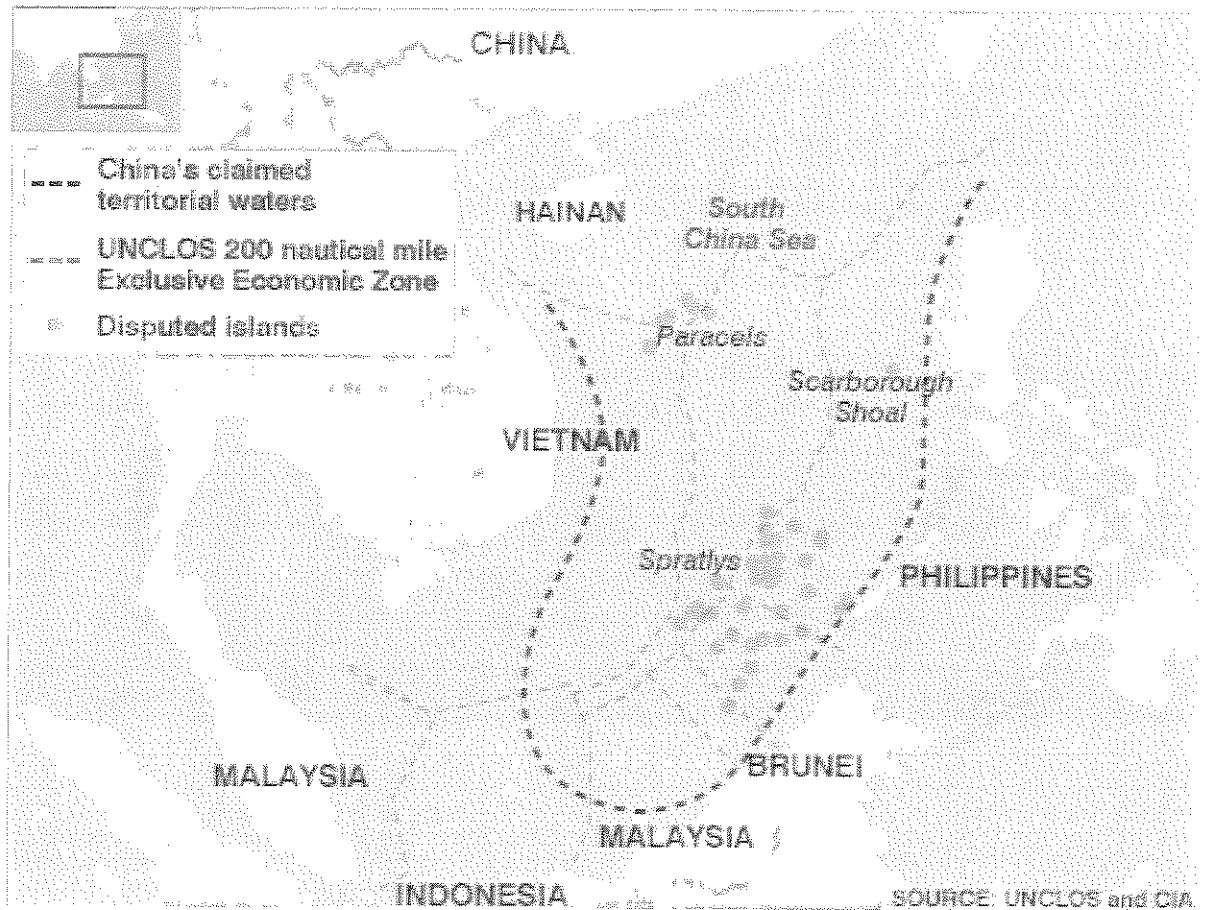 CHINA
China's claimed
territorial waters
UNCLOS 200 nautical mile
Exclusive Economic Zone
Disputed islands
HAINAN
South
China Sea
Paracels
Scarborough
Shoal
VIETNAM
Spratlys
PHILIPPINES
MALAYSIA
BRUNEI
MALAYSIA
INDONESIA
SOURCE: UNCLOS and CIA